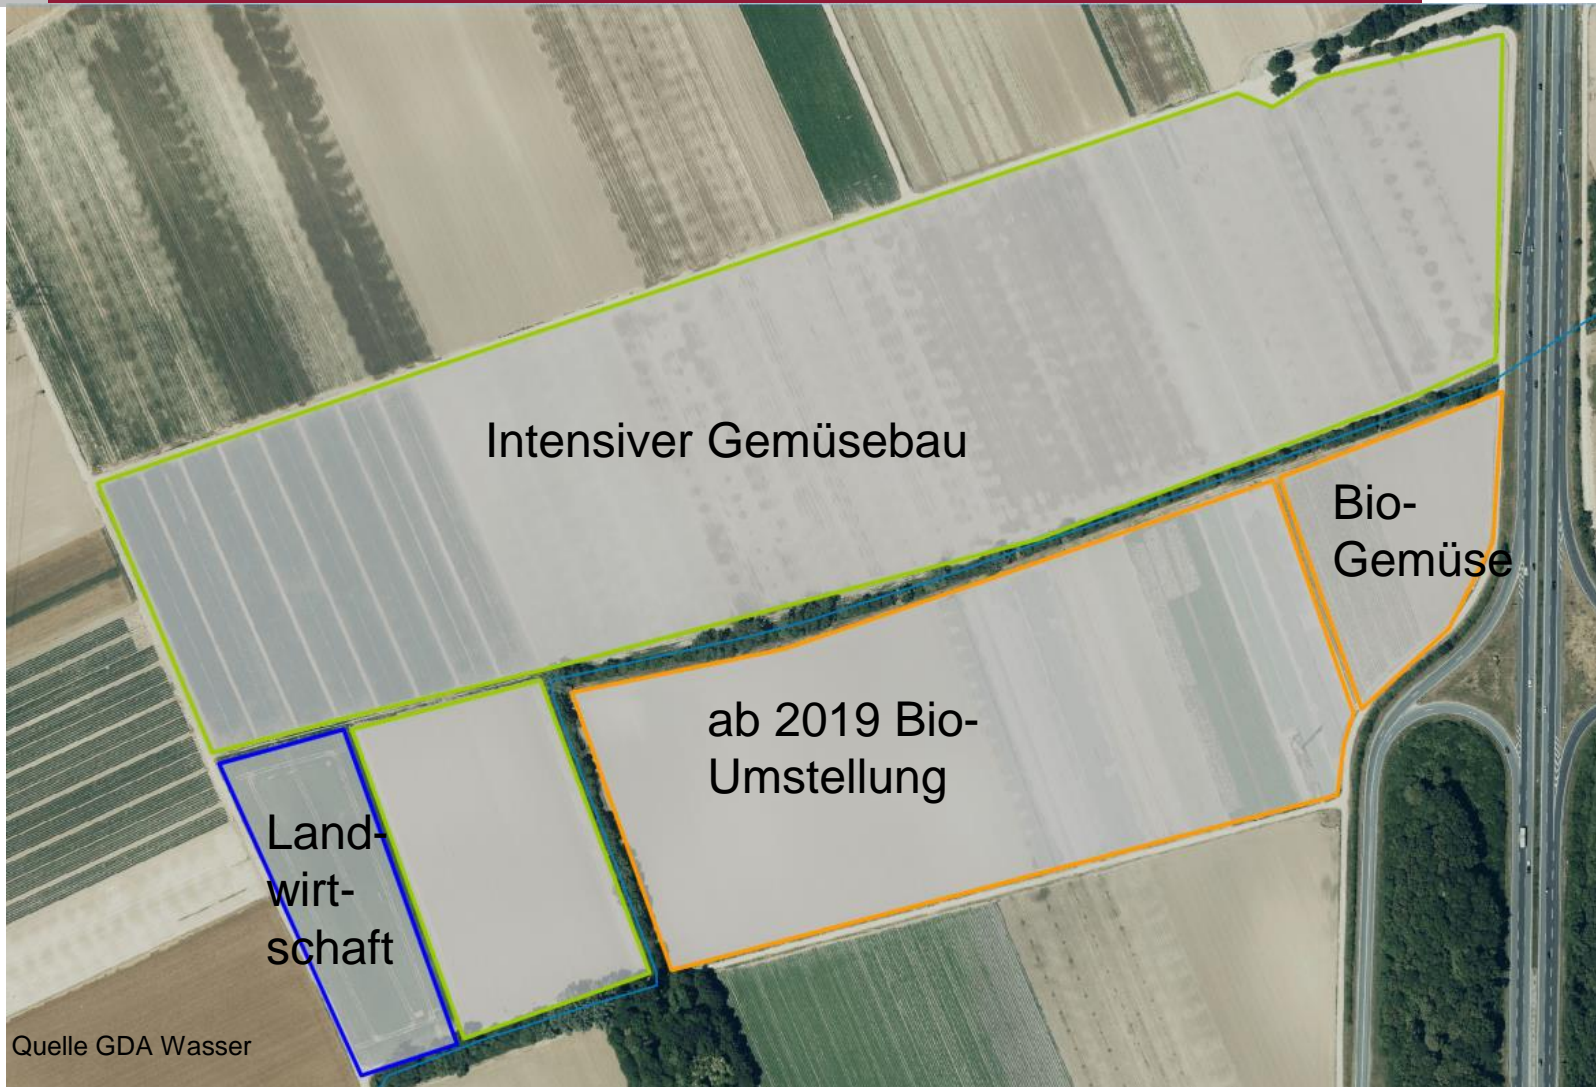 Intensiver Gemüsebau
Bio-
Gemüse
ab 2019 Bio-
Umstellung
Land-
wirt-
schaft
Quelle GDA Wasser